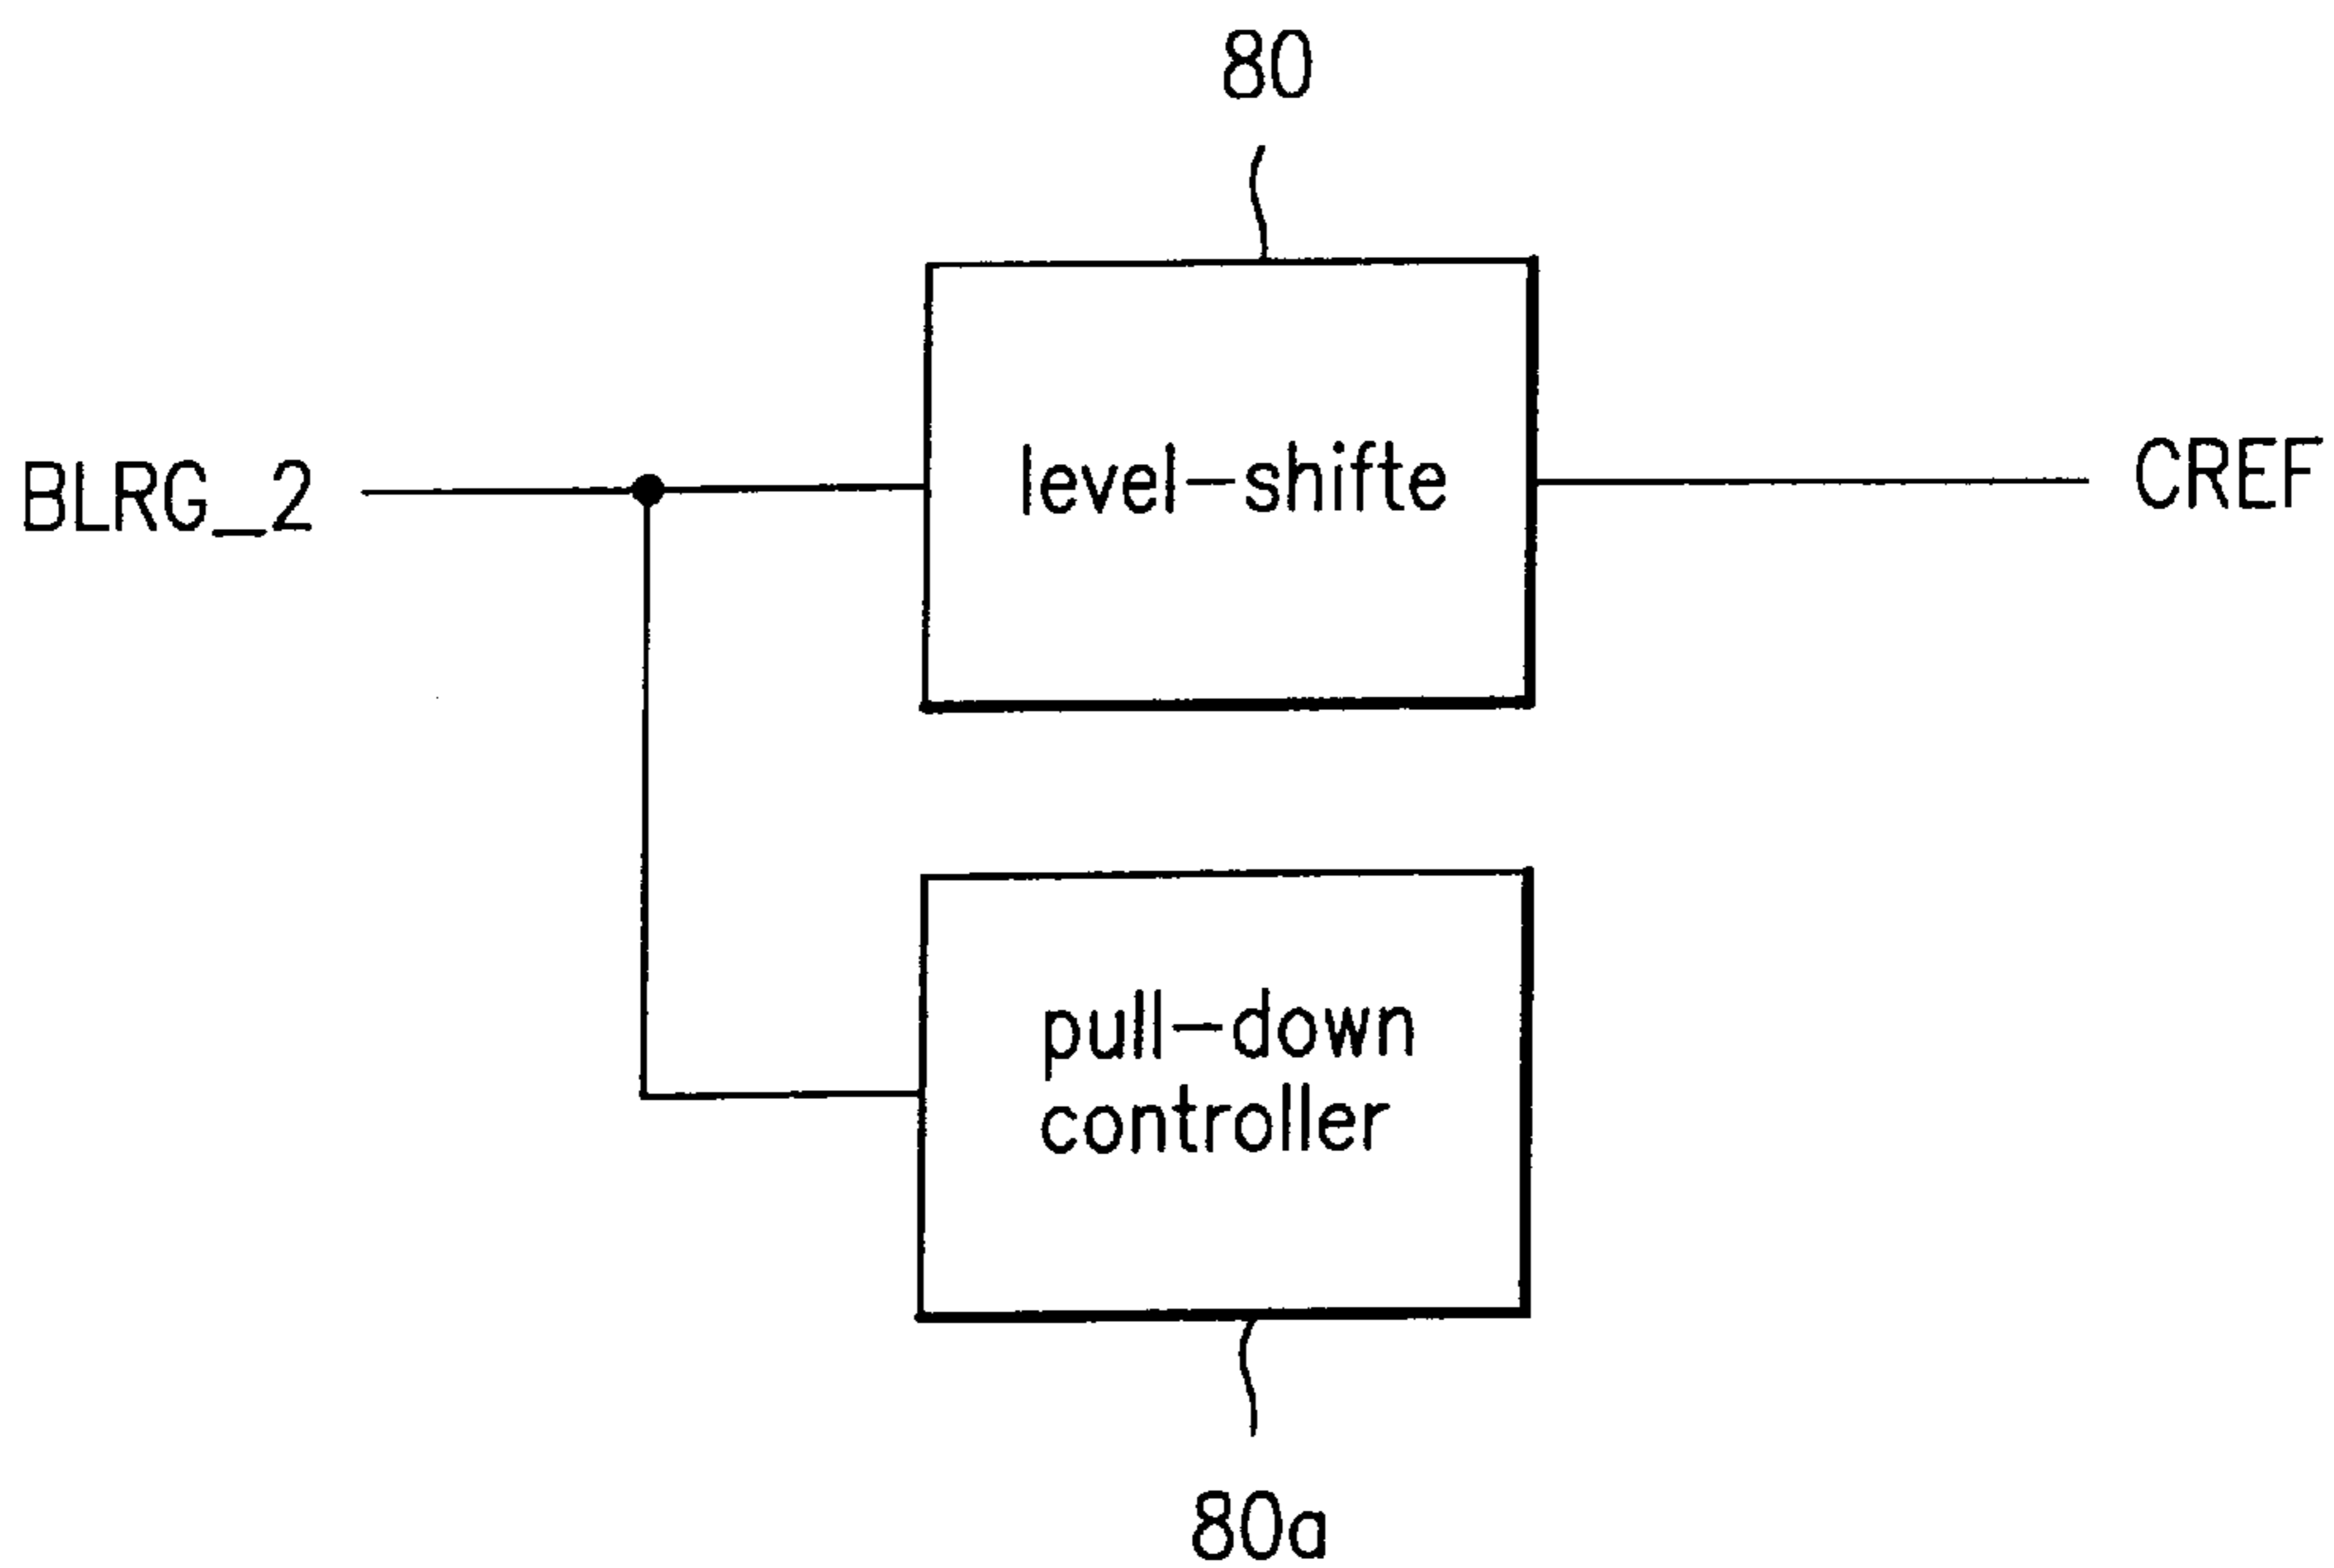 80
BLRG_2
level-shifte
CREF
pull-down
controller
80a